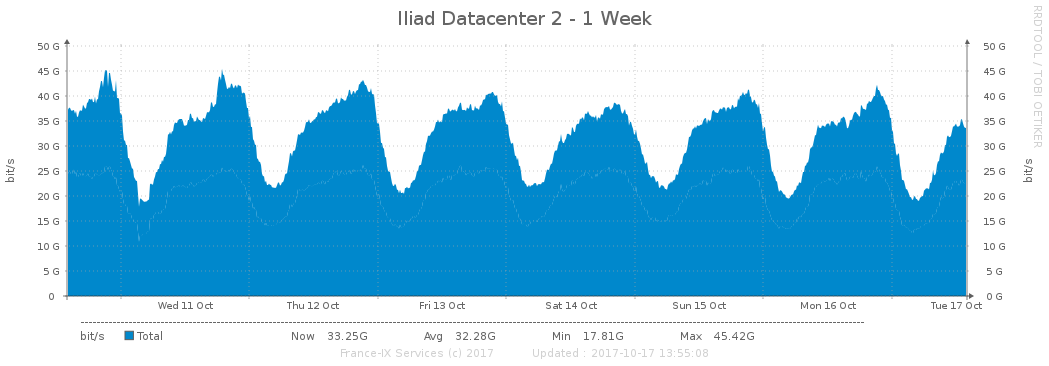 Iliad Datacenter 2 - 1 Week
RRDTOOL / TOBI OETIKER
bit/s
50 G
45 G
40 G
35 G
30 G
25 G
20 G
15 G
10 G
5 G
0
50 G
45 G
40 G
35 G
30 G
25 G
20 G
15 G
10 G
5 G
0 G
bit/s
Wed 11 Oct Thu 12 Oct Fri 13 Oct Sat 14 Oct Sun 15 Oct Mon 16 Oct Tue 17 Oct
bit/s Total Now 33.25G Avg 32.28G Min 17.81G Max 45.42G
France-IX Services (c) 2017 Updated : 2017-10-17 13:55:08